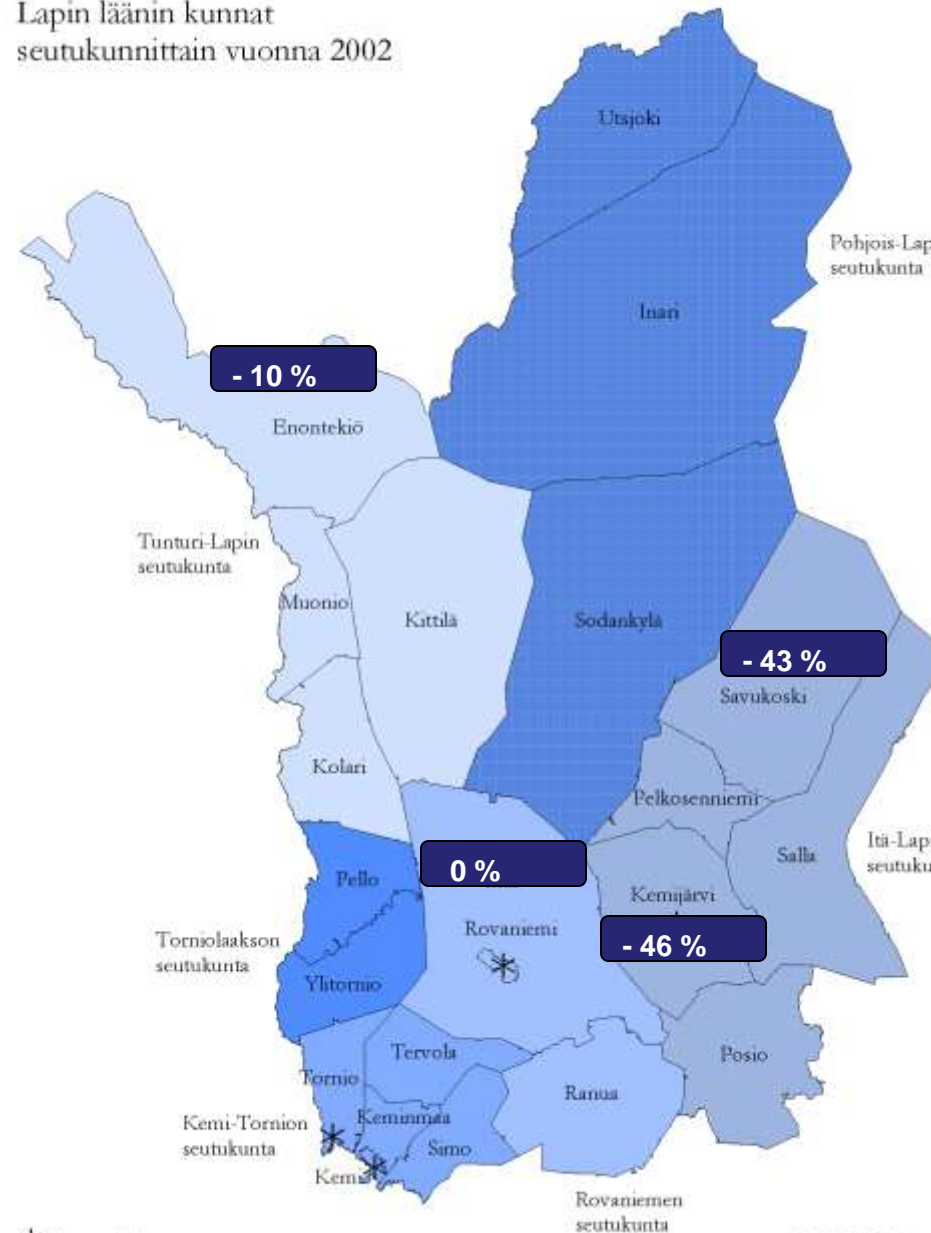 Lapin läänin kunnat
seutukunnittain vuonna 2002
Utsjoki
Pohjois-Lap
seutukunta
Inari
- 10 %
Enontekiö
Tunturi-Lapin
seutukunta
Muonio
Kittilä
Sodankylä
- 43 %
Savukoski
Kolari
Pelkosenniemi
Salla
Itä-Lap
seutuku
Pello
0 %
Kemijärvi
Rovaniemi
- 46 %
Torniolaakson
seutukunta
Ylitornio
Tervola
Posio
Tornio
Ranua
Kemi-Tornion
seutukunta
Keminmaa
Simo
Kemi
Rovaniemen
seutukunta